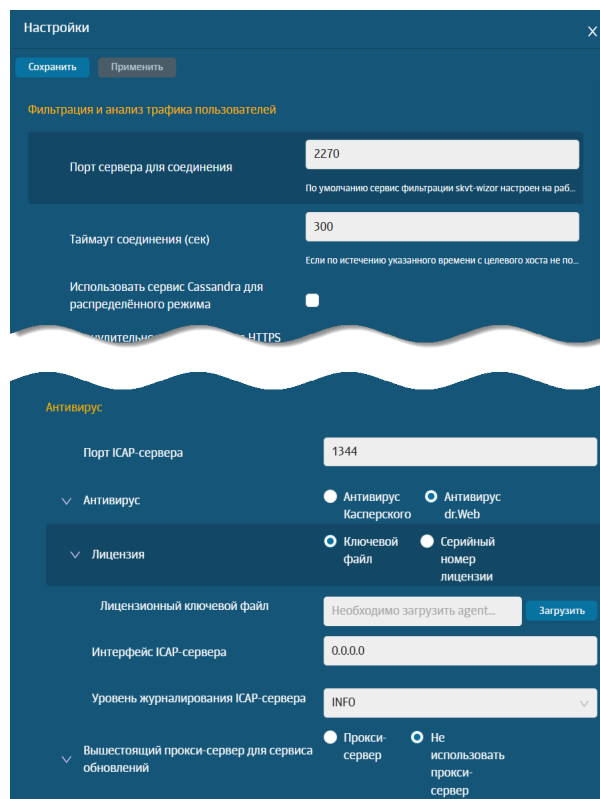 Настройки
X
Сохранить
Применить
Фильтрация и анализ трафика пользователей
Порт сервера для соединения
2270
По умолчанию сервис фильтрации skvt-wizor настроен на раб...
Таймаут соединения (сек)
300
Если по истечению указанного времени с целевого хоста не по...
Использовать сервис Cassandra для
распределённого режима
HTTPS
Антивирус
Порт ICAP-сервера
1344
Антивирус
Антивирус
Касперского
Антивирус
dr.Web
Лицензия
Ключевой
файл
Серийный
номер
лицензии
Лицензионный ключевой файл
Необходимо загрузить agent...
Загрузить
Интерфейс ICAP-сервера
0.0.0.0
Уровень журналирования ICAP-сервера
INFO
Вышестоящий прокси-сервер для сервиса
обновлений
Прокси-
сервер
Не
использовать
прокси-
сервер